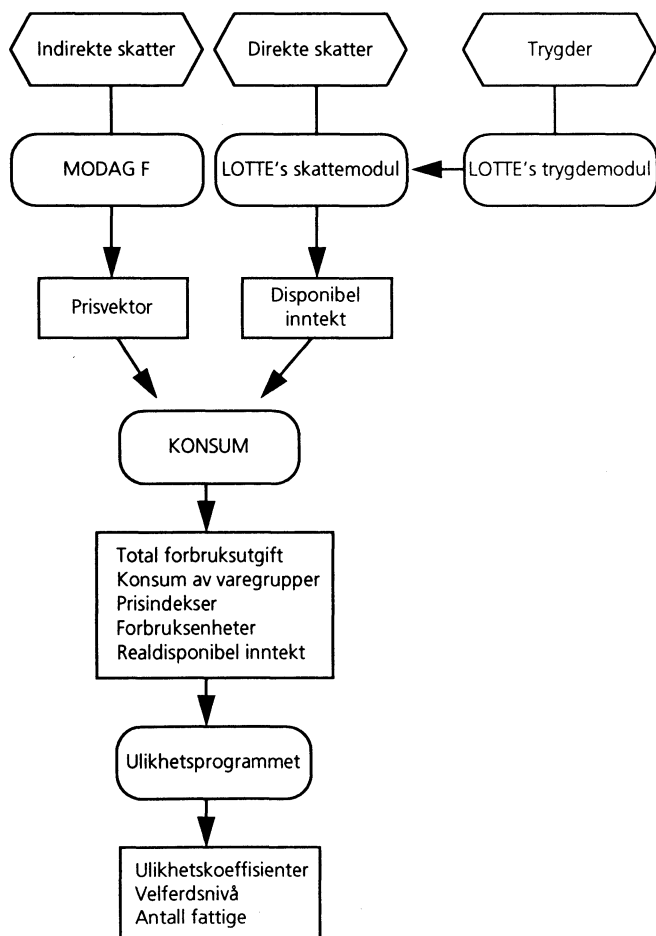 Indirekte skatter
Direkte skatter
Trygder
MODAG F
LOTTE's skattemodul
LOTTE's trygdemodul
Prisvektor
Disponibel
inntekt
KONSUM
Total forbruksutgift
Konsum av varegrupper
Prisindekser
Forbruksenheter
Realdisponibel inntekt
Ulikhetsprogrammet
Ulikhetskoeffisienter
Velferdsnivå
Antall fattige